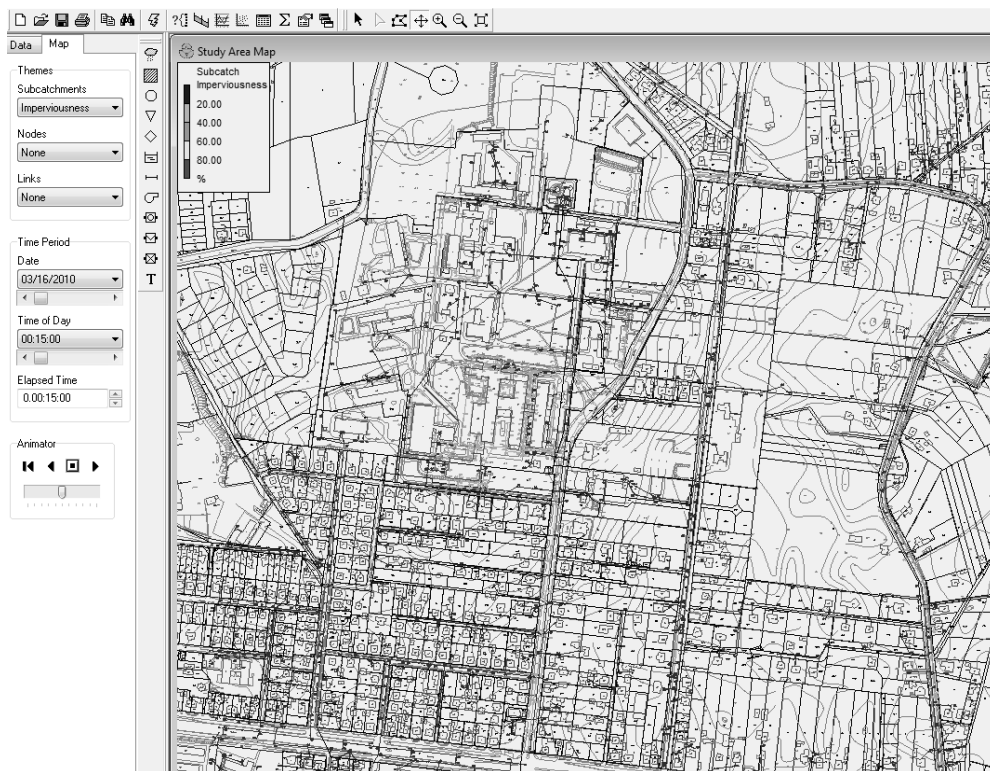 Data Map
Study Area Map
Themes
Subcatchments
Imperviousness
Nodes
None
Links
None
Time Period
Date
03/16/2010
Time of Day
00:15:00
Elapsed Time
0.00:15:00
Animator
T
Subcatch
Imperviousness
20.00
40.00
60.00
80.00
%